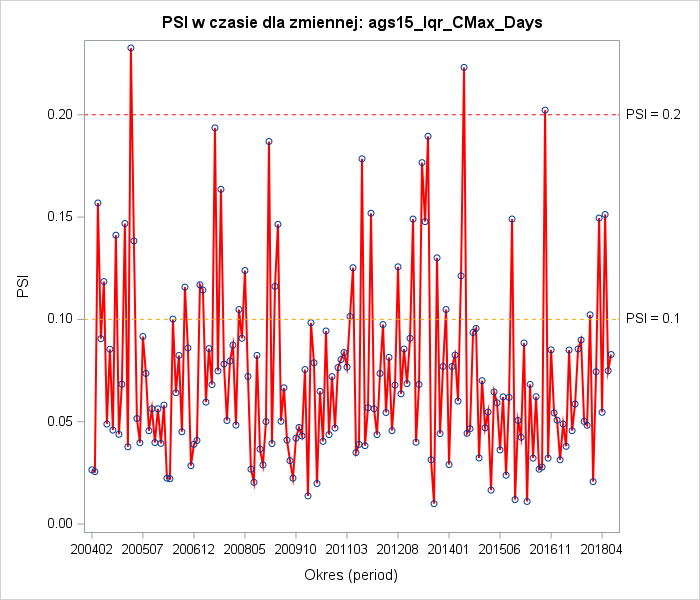 PSI w czasie dla zmiennej: ags15_Iqr_CMax_Days
0.20
PSI = 0.2
0.15
PSI
0.10
PSI = 0.1
0.05
0.00
200402 200507 200612 200805 200910 201103 201208 201401 201506 201611 201804
Okres (period)